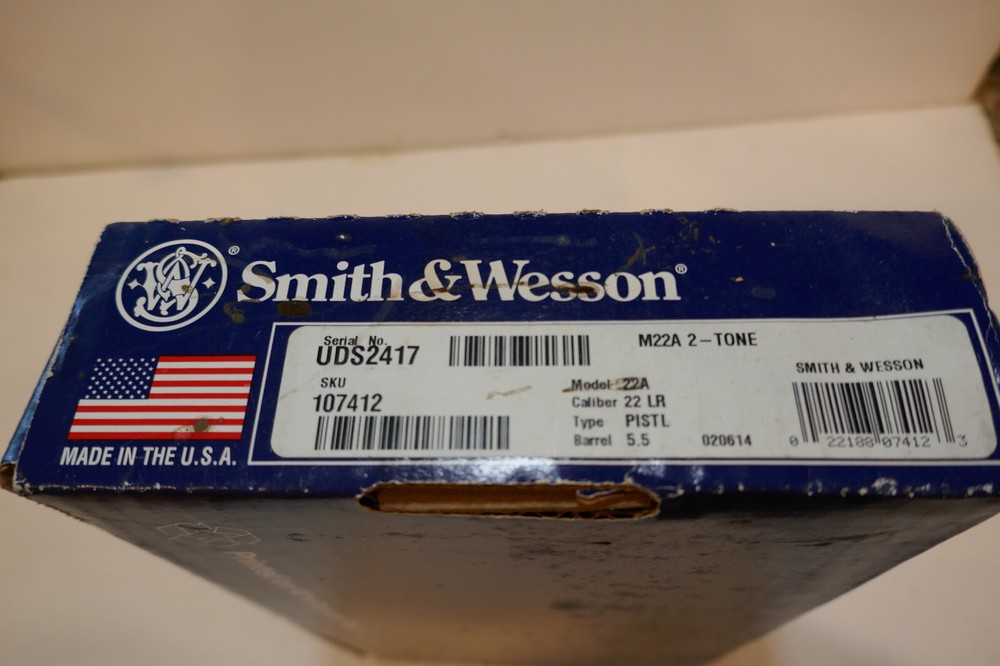 Smith & Wesson®
Serial No.
UDS2417
M22A 2-TONE
SKU
107412
Model 22A
Caliber 22 LR
Type PISTL
Barrel 5.5
020614
SMITH & WESSON
0 22188 07412 3
MADE IN THE U.S.A.